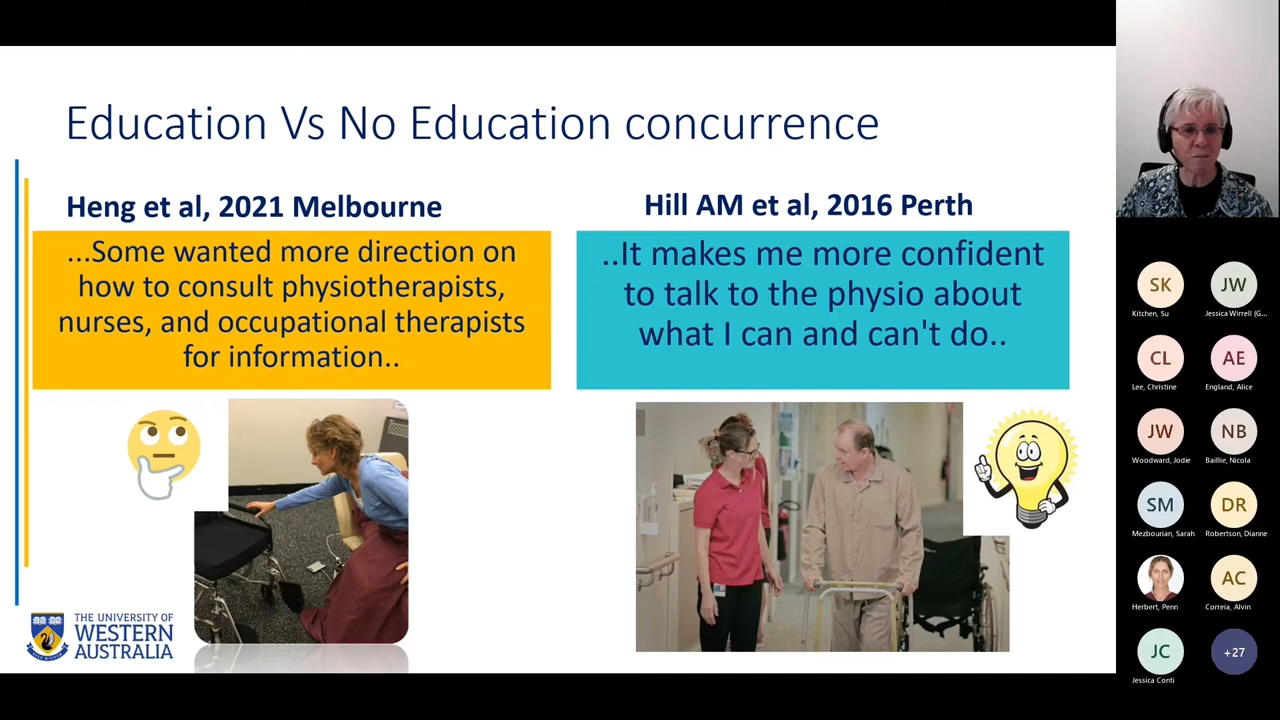 Education Vs No Education concurrence
Heng et al, 2021 Melbourne
...Some wanted more direction on
how to consult physiotherapists,
nurses, and occupational therapists
for information..
Hill AM et al, 2016 Perth
..It makes me more confident
to talk to the physio about
what I can and can't do..
THE UNIVERSITY OF
WESTERN
AUSTRALIA
SK
Kitchen, Su
JW
Jessica Wirrell (G...
CL
Lee, Christine
AE
England, Alice
JW
Woodward, Jodie
NB
Baillie, Nicola
SM
Mezbourian, Sarah
DR
Robertson, Dianne
Herbert, Penn
AC
Correia, Alvin
JC
Jessica Conti
+27